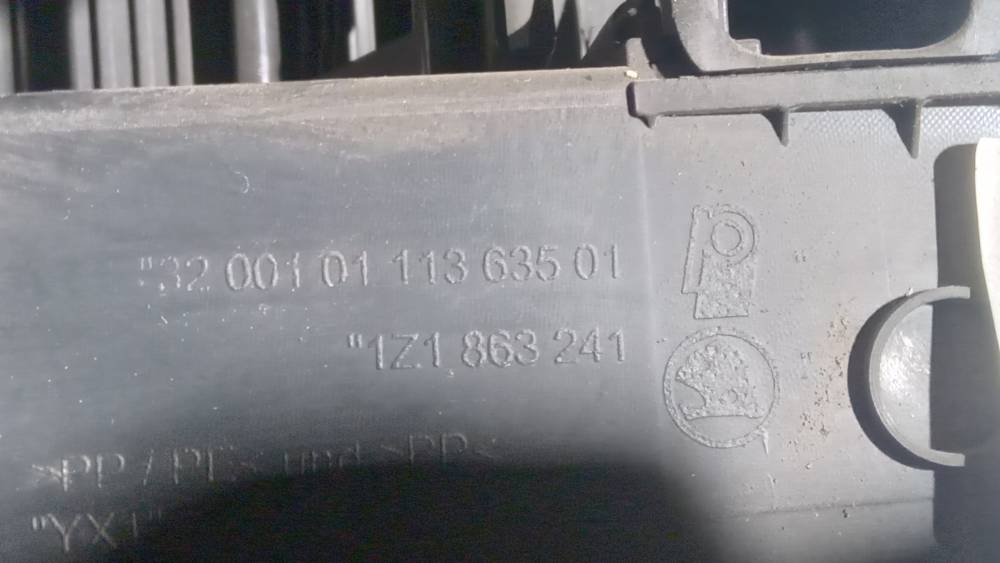 "32 001 01 113 635 01
"1Z1 863 241
>PP / PE< und >PP<
"YX1"